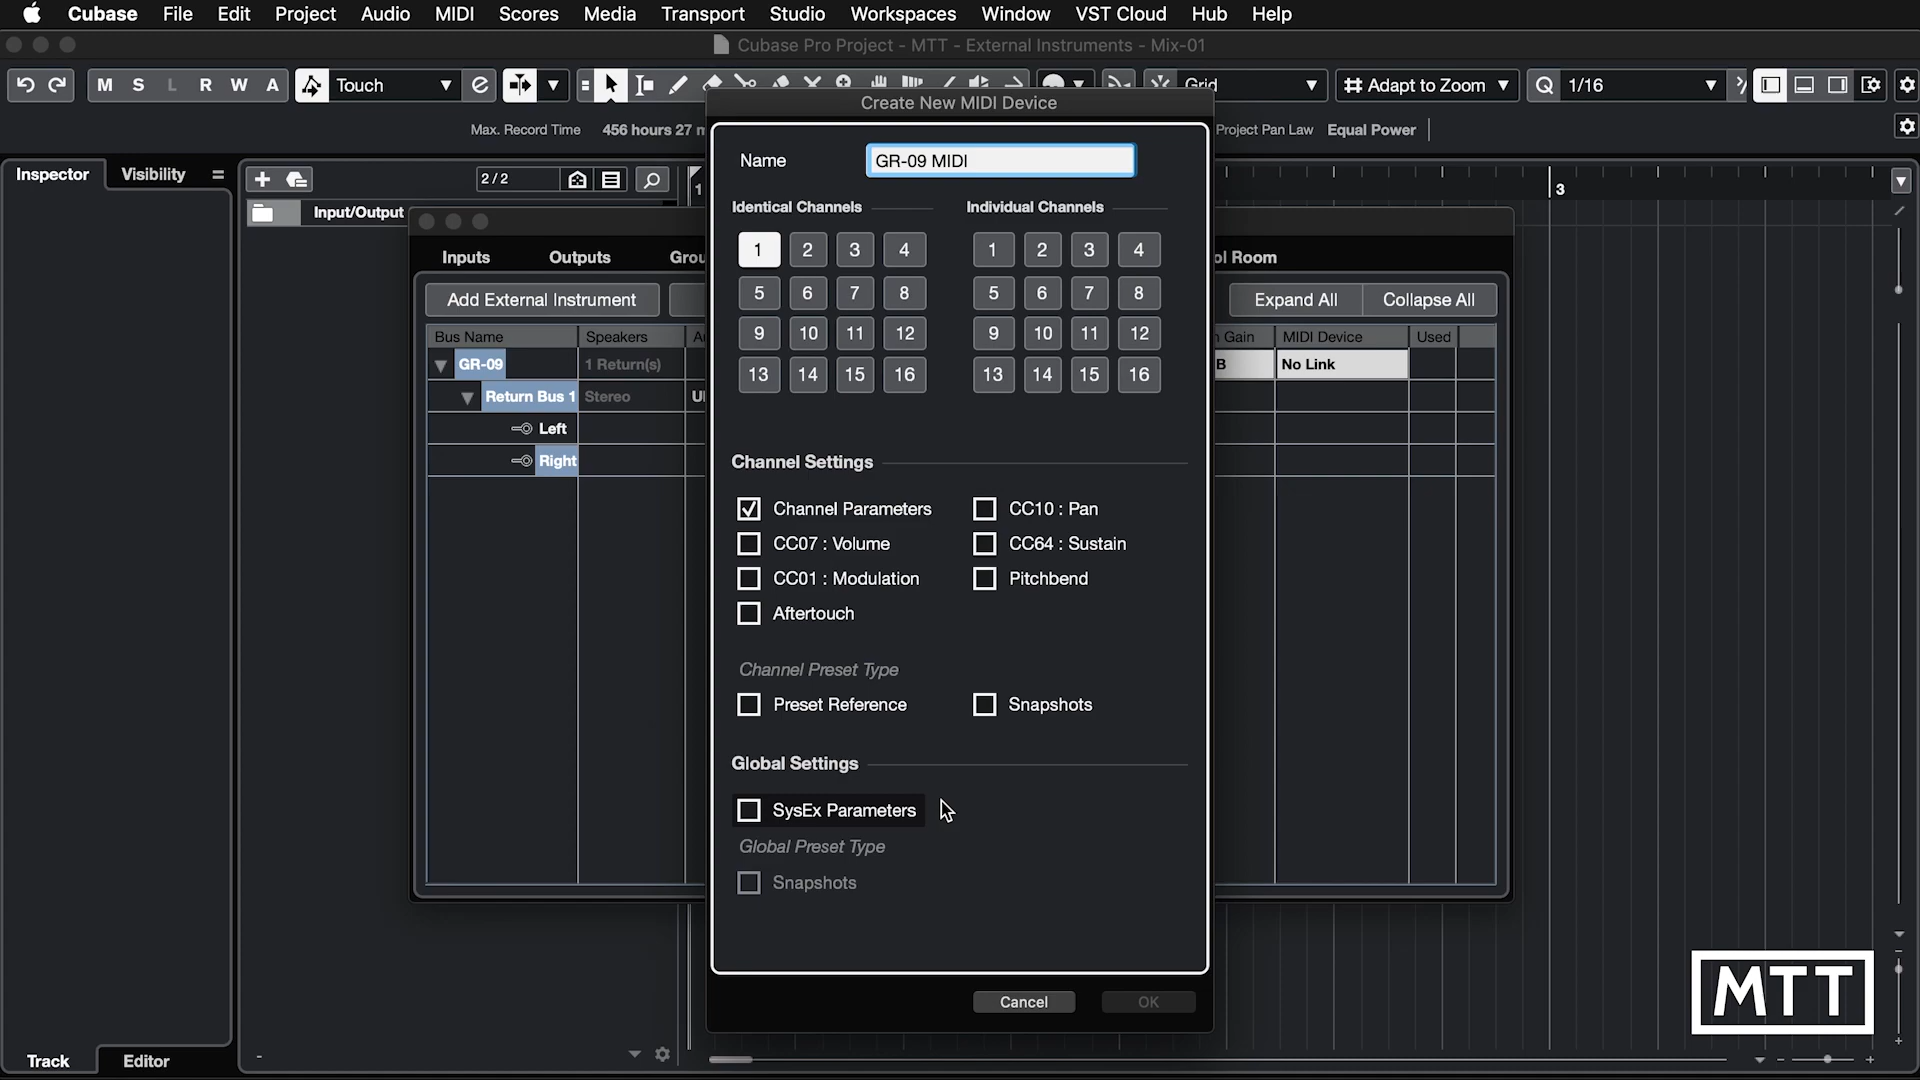 Cubase File Edit Project Audio MIDI Scores Media Transport Studio Workspaces Window VST Cloud Hub Help
Cubase Pro Project - MTT - External Instruments - Mix-01
M S L R W A Touch Grid Adapt to Zoom Q 1/16
Create New MIDI Device
Max. Record Time 456 hours 27 Project Pan Law Equal Power
Inspector Visibility
2/2
1
3
Input/Output
Name GR-09 MIDI
Identical Channels Individual Channels
1 2 3 4 1 2 3 4
5 6 7 8 5 6 7 8
9 10 11 12 9 10 11 12
13 14 15 16 13 14 15 16
Inputs Outputs Room
Add External Instrument Expand All Collapse All
Bus Name Speakers Gain MIDI Device Used
GR-09 1 Return(s) No Link
Return Bus 1 Stereo
Left
Right
Channel Settings
Channel Parameters CC10 : Pan
CC07 : Volume CC64 : Sustain
CC01 : Modulation Pitchbend
Aftertouch
Channel Preset Type
Preset Reference Snapshots
Global Settings
SysEx Parameters
Global Preset Type
Snapshots
Cancel OK
MTT
Track Editor